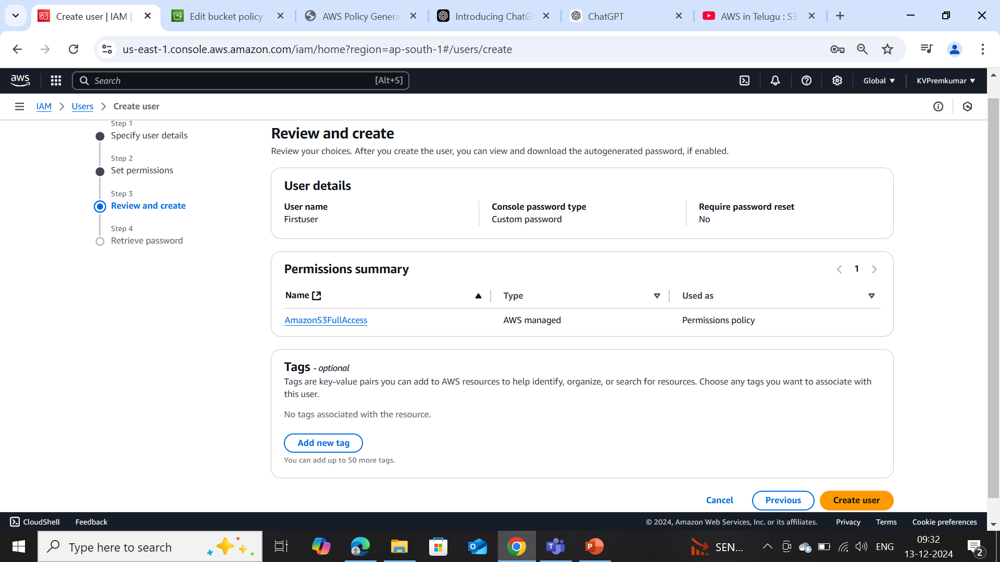 Create user | IAM |
Edit bucket policy
AWS Policy Genera
Introducing ChatG
ChatGPT
AWS in Telugu : S3
us-east-1.console.aws.amazon.com/iam/home?region=ap-south-1#/users/create
aws
Search
[Alt+S]
Global
KVPremkumar
IAM
Users
Create user
Step 1
Specify user details
Step 2
Set permissions
Step 3
Review and create
Step 4
Retrieve password
Review and create
Review your choices. After you create the user, you can view and download the autogenerated password, if enabled.
User details
User name
Firstuser
Console password type
Custom password
Require password reset
No
Permissions summary
1
Name
Type
Used as
AmazonS3FullAccess
AWS managed
Permissions policy
Tags - optional
Tags are key-value pairs you can add to AWS resources to help identify, organize, or search for resources. Choose any tags you want to associate with
this user.
No tags associated with the resource.
Add new tag
You can add up to 50 more tags.
Cancel
Previous
Create user
CloudShell
Feedback
© 2024, Amazon Web Services, Inc. or its affiliates.
Privacy
Terms
Cookie preferences
Type here to search
SEN...
ENG
09:32
13-12-2024
2